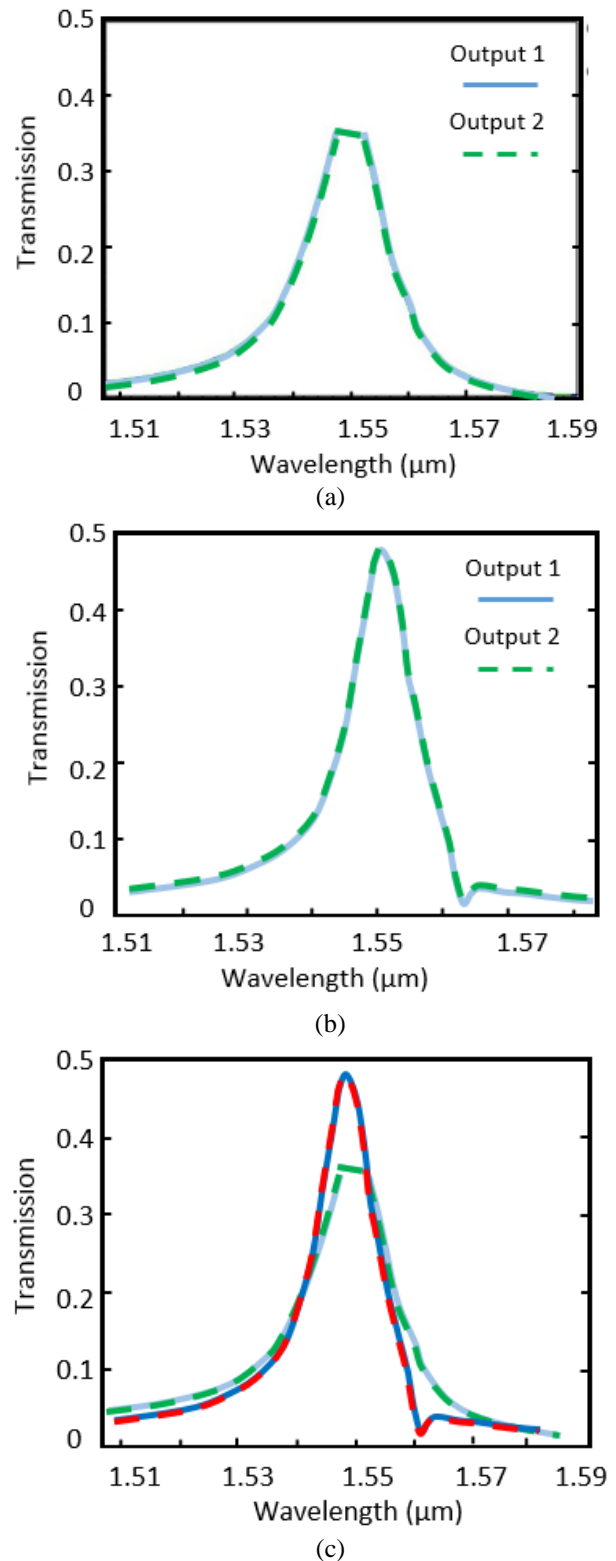 0.5
Output 1
0.4
Output 2
0.3
Transmission
0.2
0.1
0
1.51 1.53 1.55 1.57 1.59
Wavelength (µm)
(a)
0.5
Output 1
0.4
Output 2
0.3
Transmission
0.2
0.1
0
1.51 1.53 1.55 1.57
Wavelength (µm)
(b)
0.5
0.4
0.3
Transmission
0.2
0.1
0
1.51 1.53 1.55 1.57 1.59
Wavelength (µm)
(c)